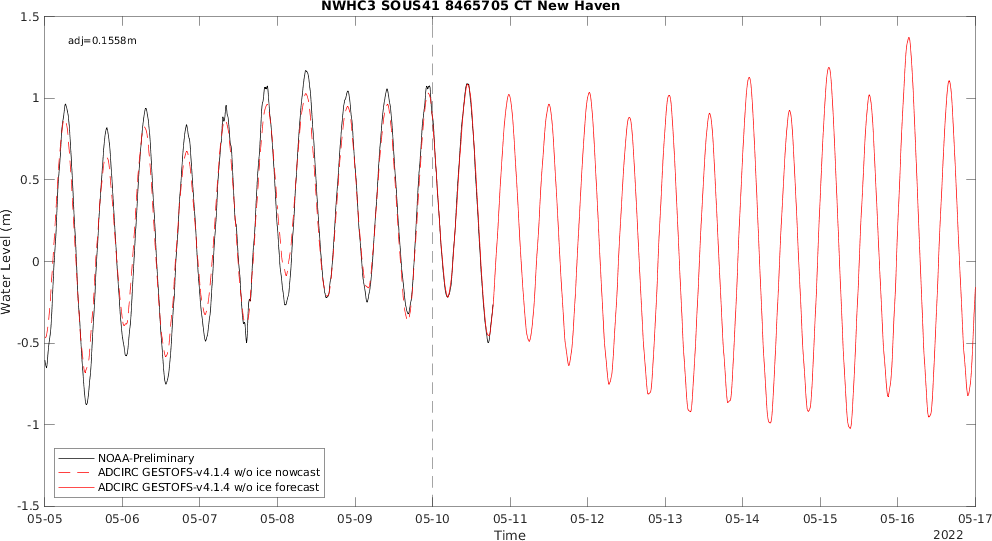 NWHC3 SOUS41 8465705 CT New Haven
1.5
adj=0.1558m
1
0.5
0
-0.5
-1
-1.5
Water Level (m)
NOAA-Preliminary
ADCIRC GESTOFS-v4.1.4 w/o ice nowcast
ADCIRC GESTOFS-v4.1.4 w/o ice forecast
05-05 05-06 05-07 05-08 05-09 05-10 05-11 05-12 05-13 05-14 05-15 05-16 05-17
Time
2022